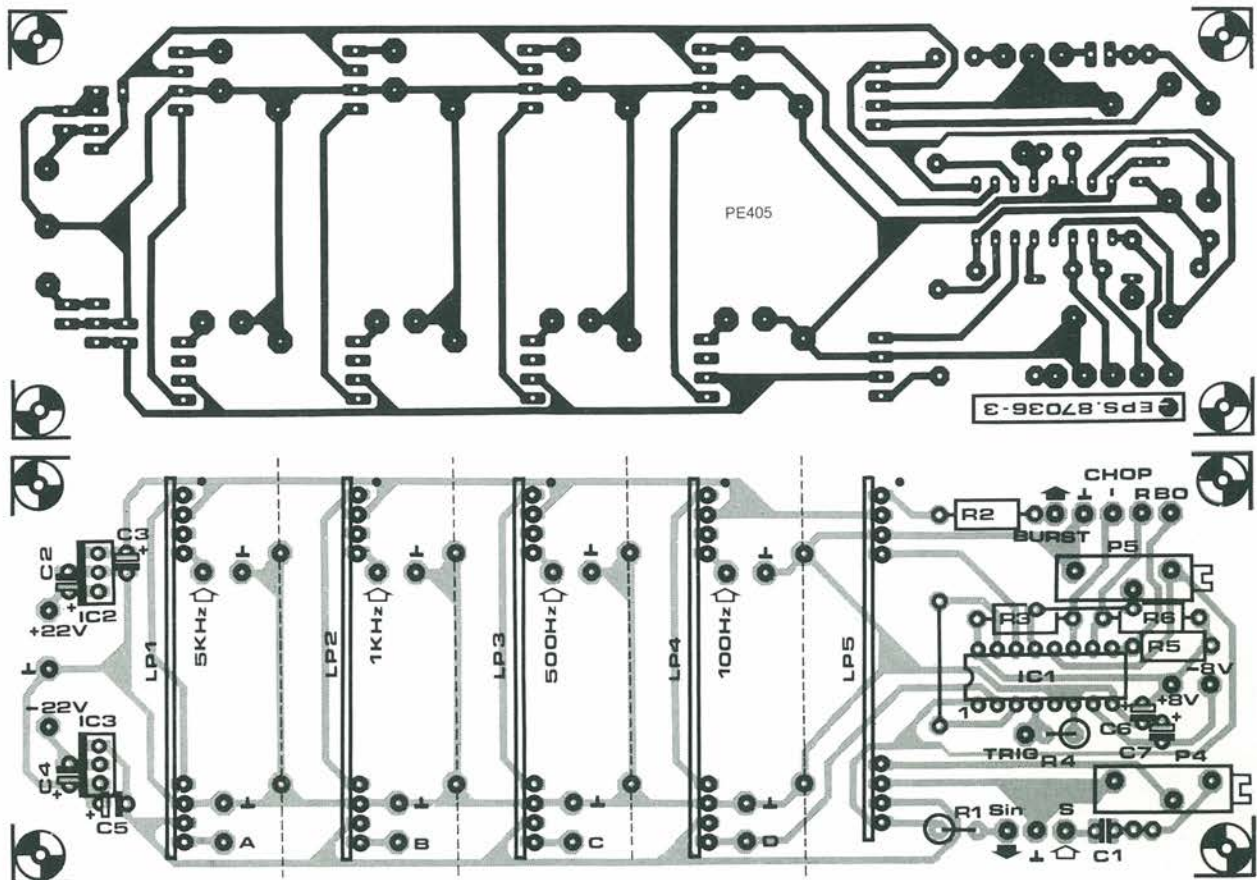 PE405
EPS.87036-3
CHOP
⊥ - R BO
R2
BURST
P5
C3
C2
IC2
+22V
LP1
5KHz
⊥
LP2
1KHz
⊥
LP3
500Hz
⊥
LP4
100Hz
⊥
LP5
R3
R6
R5
-8V
IC1
1
+8V
⊥
-22V
IC3
C4
C5
TRIG
R4
C6
C7
P4
⊥
A
⊥
B
⊥
C
⊥
D
R1
Sin
S
⊥
C1